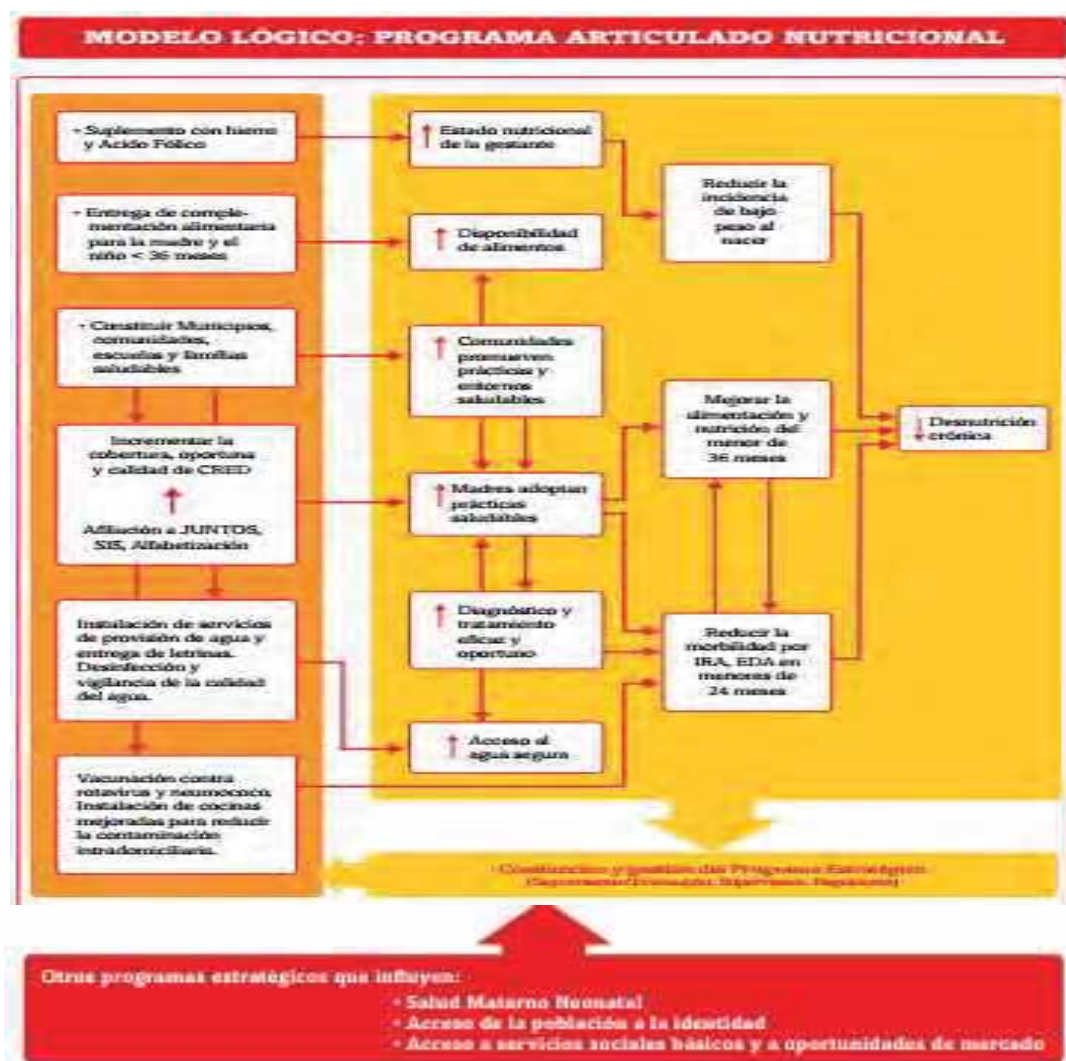 MODELO LÓGICO: PROGRAMA ARTICULADO NUTRICIONAL
• Suplemento con hierro
y Acido Fólico
↑ Estado nutricional
de la gestante
Reducir la
incidencia
de bajo
peso al
nacer
• Entrega de comple-
mentación alimentaria
para la madre y el
niño < 36 meses
↑ Disponibilidad
de alimentos
• Constituir Municipios,
comunidades,
escuelas y familias
saludables
↑ Comunidades
promueven
prácticas y
entornos
saludables
Mejorar la
alimentación y
nutrición del
menor de
36 meses
↓ Desnutrición
crónica
Incrementar la
cobertura, oportuna
y calidad de CRED
↑
Afiliación a JUNTOS,
SIS, Alfabetización
↑ Madres adoptan
prácticas
saludables
↑ Diagnóstico y
tratamiento
eficaz y
oportuno
Reducir la
morbilidad por
IRA, EDA en
menores de
24 meses
Instalación de servicios
de provisión de agua y
entrega de letrinas.
Desinfección y
vigilancia de la calidad
del agua.
↑ Acceso al
agua segura
Vacunación contra
rotavirus y neumococo.
Instalación de cocinas
mejoradas para reducir
la contaminación
intradomiciliaria.
y gestión del Programa Estratégico
Otros programas estratégicos que influyen:
• Salud Materno Neonatal
• Acceso de la población a la identidad
• Acceso a servicios sociales básicos y a oportunidades de mercado